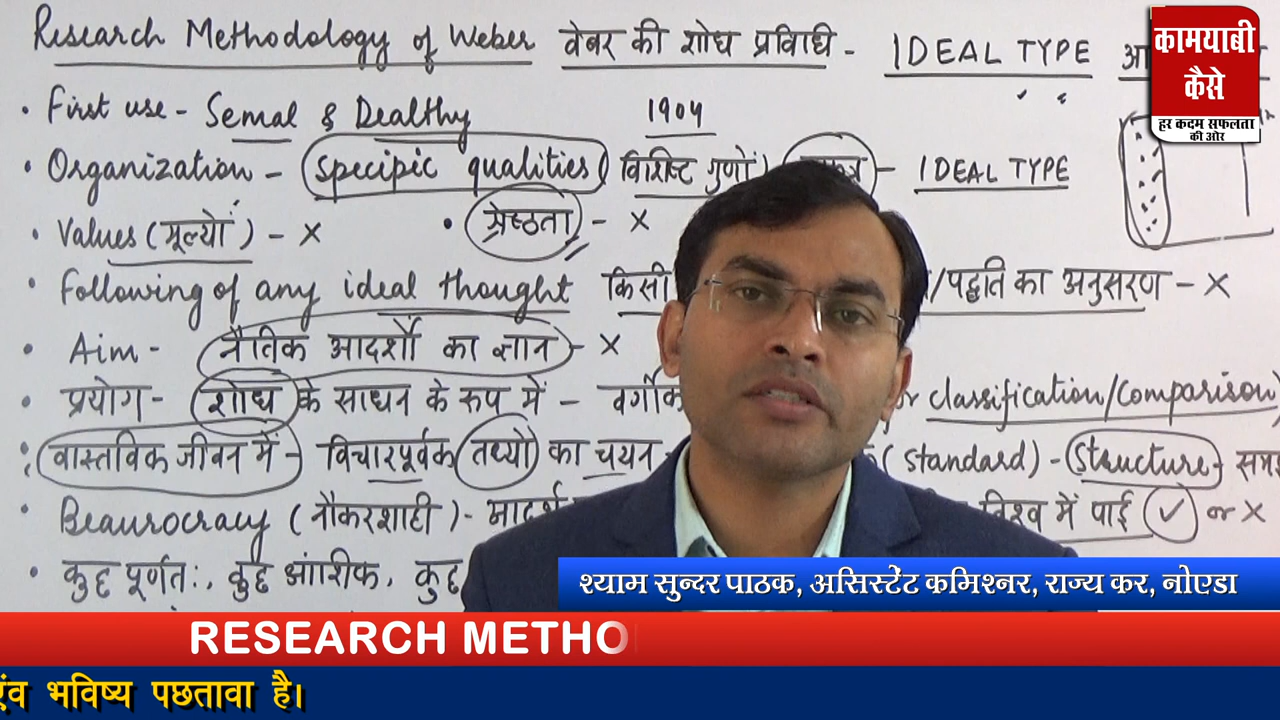 Research Methodology of Weber वेबर की शोध प्रविधि - IDEAL TYPE
कामयाबी
कैसे
हर कदम सफलता
की ओर
• First use - Semal & Dealthy 1904
• Organization - specipic qualities विशिष्ट गुणों) - IDEAL TYPE
• Values (मूल्यों) - × • श्रेष्ठता - ×
• Following of any ideal thought किसी /पद्धति का अनुसरण - ×
• Aim - नैतिक आदर्शों का ज्ञान - ×
• प्रयोग - शोध के साधन के रूप में - classification/Comparison)
वास्तविक जीवन में - विचारपूर्वक तथ्यों का चयन - (Standard) - Structure -
• Beaurocracy (नौकरशाही) - विश्व में पाई ✓ or ×
• कुछ पूर्णतः, कुछ आंशिक, कुछ
श्याम सुन्दर पाठक, असिस्टेंट कमिश्नर, राज्य कर, नोएडा
RESEARCH METHO
एंव भविष्य पछतावा है।